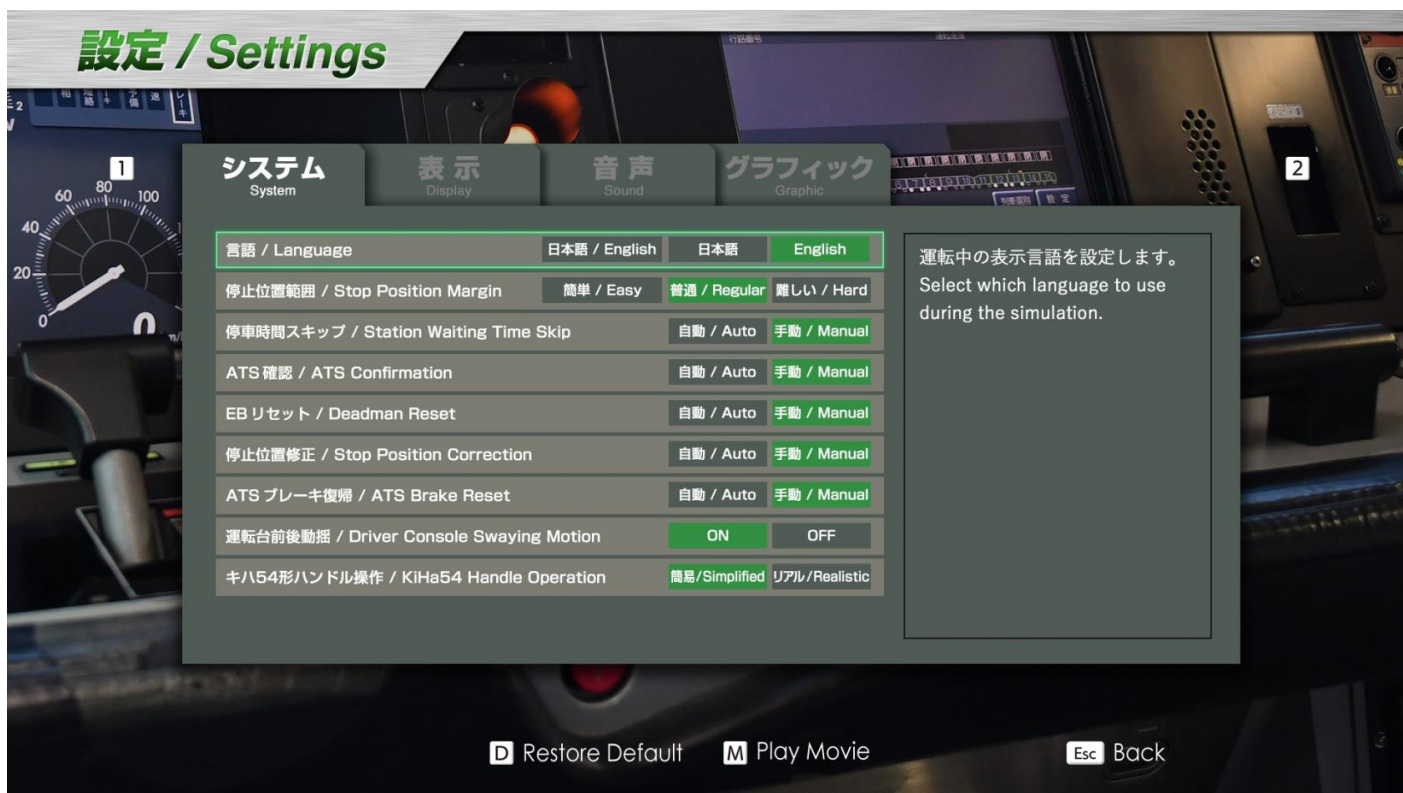 設定 / Settings
1
2
システム
System
表示
Display
音声
Sound
グラフィック
Graphic
言語 / Language 日本語 / English 日本語 English
停止位置範囲 / Stop Position Margin 簡単 / Easy 普通 / Regular 難しい / Hard
停車時間スキップ / Station Waiting Time Skip 自動 / Auto 手動 / Manual
ATS 確認 / ATS Confirmation 自動 / Auto 手動 / Manual
EB リセット / Deadman Reset 自動 / Auto 手動 / Manual
停止位置修正 / Stop Position Correction 自動 / Auto 手動 / Manual
ATS ブレーキ復帰 / ATS Brake Reset 自動 / Auto 手動 / Manual
運転台前後動揺 / Driver Console Swaying Motion ON OFF
キハ54形ハンドル操作 / KiHa54 Handle Operation 簡易/Simplified リアル/Realistic
運転中の表示言語を設定します。
Select which language to use
during the simulation.
0 20 40 60 80 100
0
D Restore Default M Play Movie Esc Back